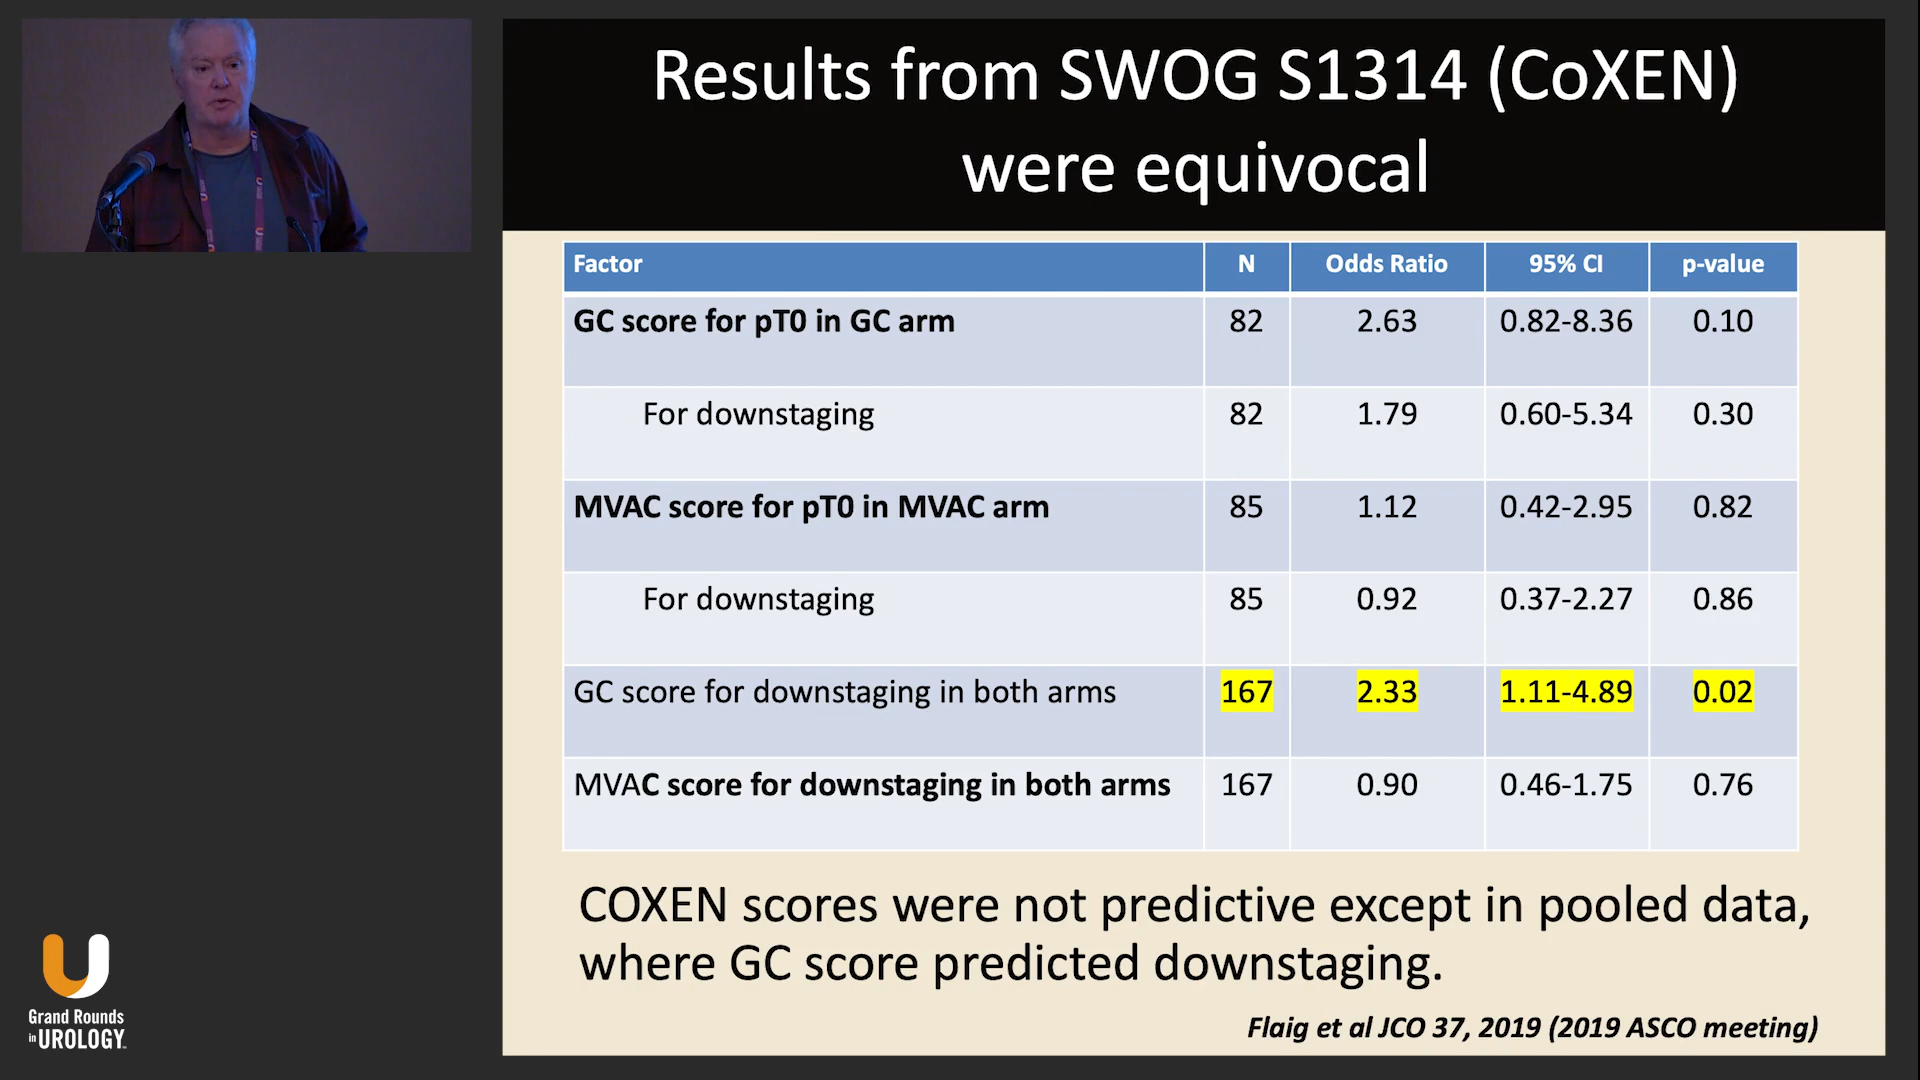 Results from SWOG S1314 (CoXEN)
were equivocal
Factor N Odds Ratio 95% CI p-value
GC score for pT0 in GC arm 82 2.63 0.82-8.36 0.10
For downstaging 82 1.79 0.60-5.34 0.30
MVAC score for pT0 in MVAC arm 85 1.12 0.42-2.95 0.82
For downstaging 85 0.92 0.37-2.27 0.86
GC score for downstaging in both arms 167 2.33 1.11-4.89 0.02
MVAC score for downstaging in both arms 167 0.90 0.46-1.75 0.76
COXEN scores were not predictive except in pooled data,
where GC score predicted downstaging.
Flaig et al JCO 37, 2019 (2019 ASCO meeting)
Grand Rounds
in UROLOGY